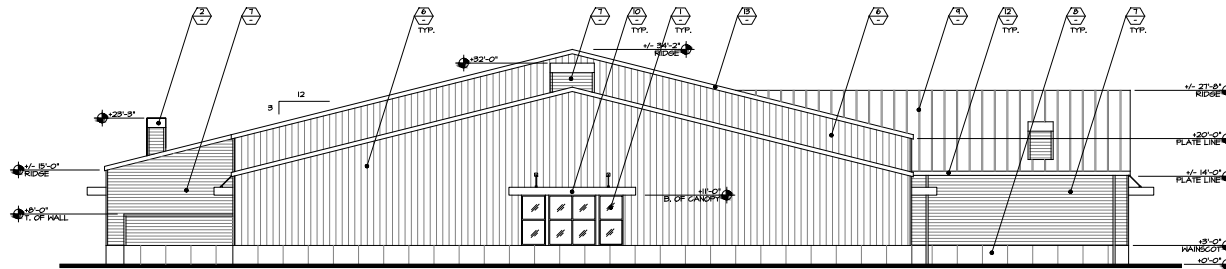 2
-
7
-
6
-
TYP.
7
-
10
-
TYP.
1
-
TYP.
13
-
6
-
9
-
12
-
TYP.
8
-
TYP.
7
-
TYP.
+/- 34'-2"
RIDGE
+32'-0"
12
3
+/- 27'-8"
RIDGE
+23'-3"
+20'-0"
PLATE LINE
+/- 15'-0"
RIDGE
+/- 14'-0"
PLATE LINE
+11'-0"
B. OF CANOPY
+8'-0"
T. OF WALL
+3'-0"
WAINSCOT
+0'-0"